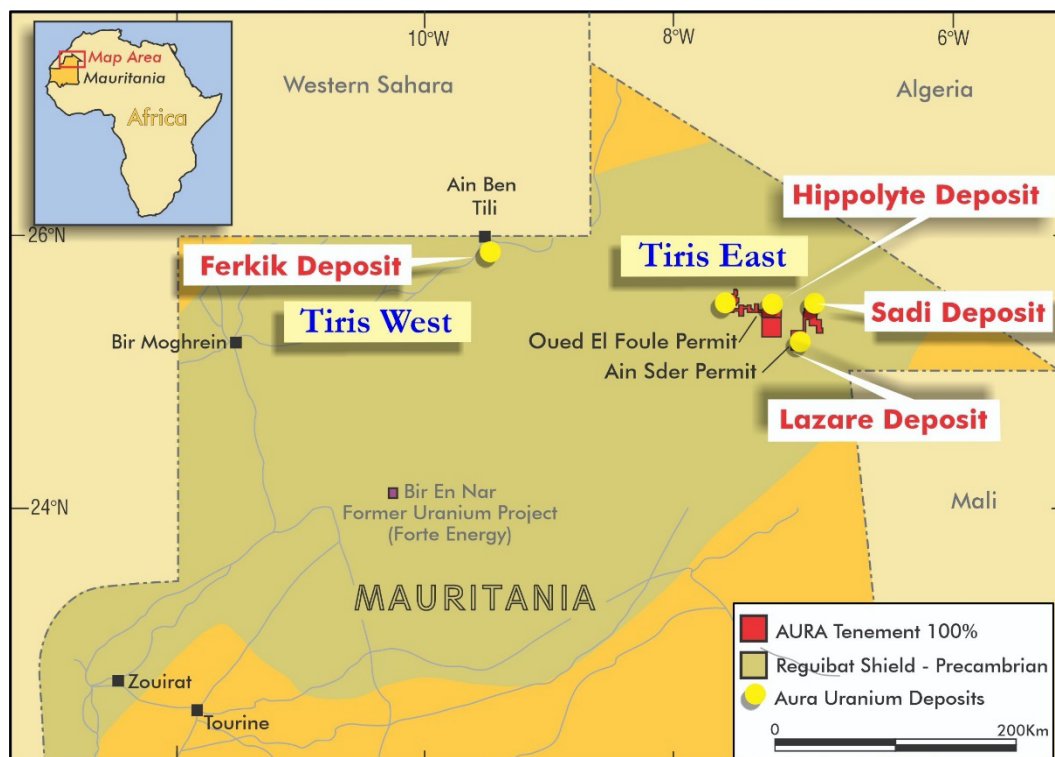 10°W
8°W
6°W
Map Area
Mauritania
Africa
Western Sahara
Algeria
Ain Ben
Tili
Hippolyte Deposit
26°N
Ferkik Deposit
Tiris East
Tiris West
Sadi Deposit
Bir Moghrein
Oued El Foule Permit
Ain Sder Permit
Lazare Deposit
24°N
Bir En Nar
Former Uranium Project
(Forte Energy)
Mali
MAURITANIA
Zouirat
Tourine
AURA Tenement 100%
Reguibat Shield - Precambrian
Aura Uranium Deposits
0 200Km